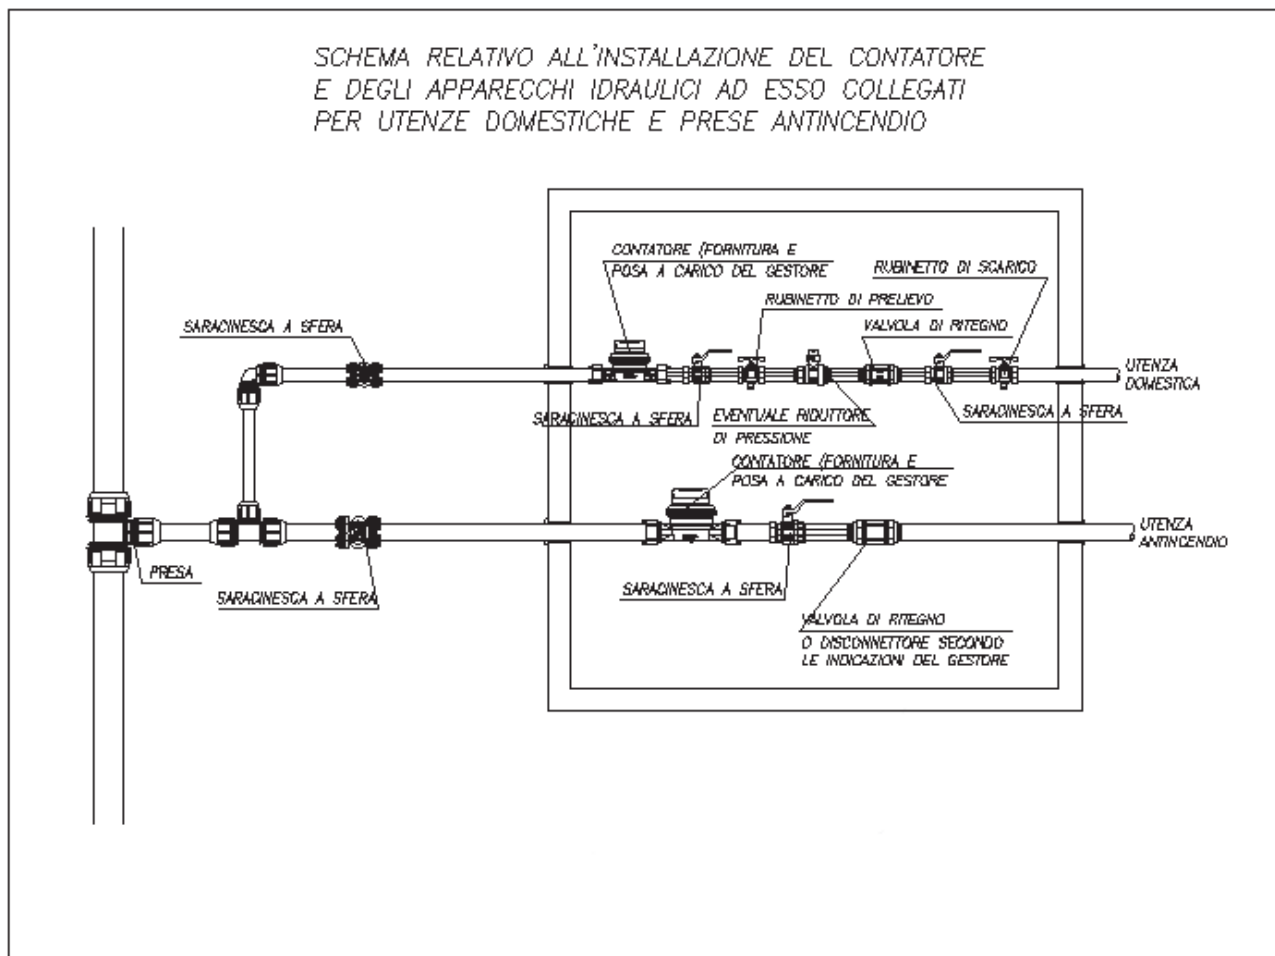 SCHEMA RELATIVO ALL'INSTALLAZIONE DEL CONTATORE
E DEGLI APPARECCHI IDRAULICI AD ESSO COLLEGATI
PER UTENZE DOMESTICHE E PRESE ANTINCENDIO
CONTATORE (FORNITURA E
POSA A CARICO DEL GESTORE
RUBINETTO DI SCARICO
RUBINETTO DI PRELIEVO
SARACINESCA A SFERA
VALVOLA DI RITEGNO
UTENZA
DOMESTICA
SARACINESCA A SFERA
EVENTUALE RIDUTTORE
DI PRESSIONE
SARACINESCA A SFERA
CONTATORE (FORNITURA E
POSA A CARICO DEL GESTORE
UTENZA
ANTINCENDIO
PRESA
SARACINESCA A SFERA
SARACINESCA A SFERA
VALVOLA DI RITEGNO
O DISCONNETTORE SECONDO
LE INDICAZIONI DEL GESTORE